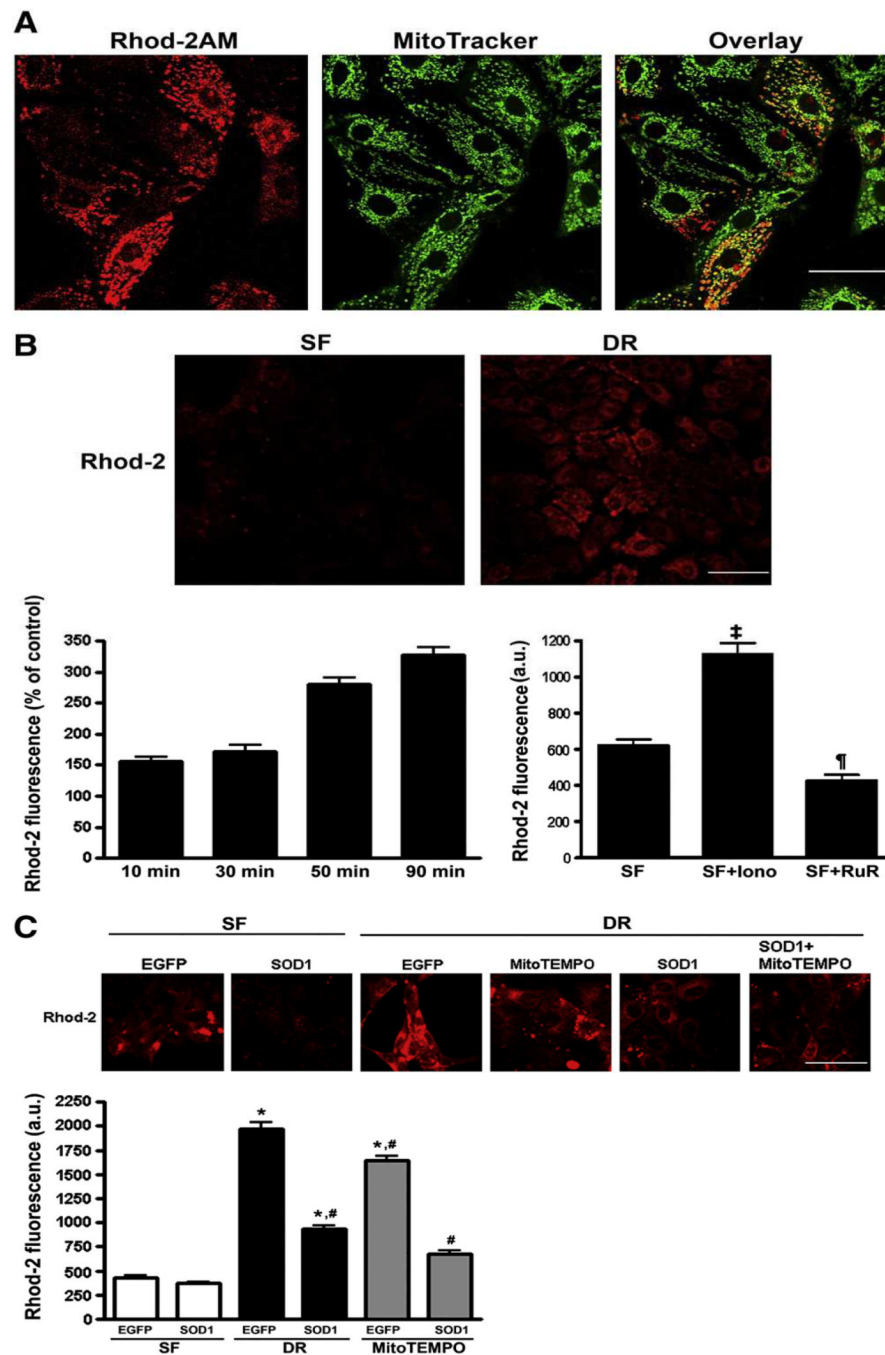 A
Rhod-2AM MitoTracker Overlay
B
SF DR
Rhod-2
Rhod-2 fluorescence (% of control)
350
300
250
200
150
100
50
0
10 min 30 min 50 min 90 min
Rhod-2 fluorescence (a.u.)
1200
1000
800
600
400
200
0
‡
¶
SF SF+Iono SF+RuR
C
SF DR
EGFP SOD1 EGFP MitoTEMPO SOD1 SOD1+
MitoTEMPO
Rhod-2
Rhod-2 fluorescence (a.u.)
2250
2000
1750
1500
1250
1000
750
500
250
0
*
*,#
*,#
#
EGFP SOD1 EGFP SOD1 EGFP SOD1
SF DR MitoTEMPO